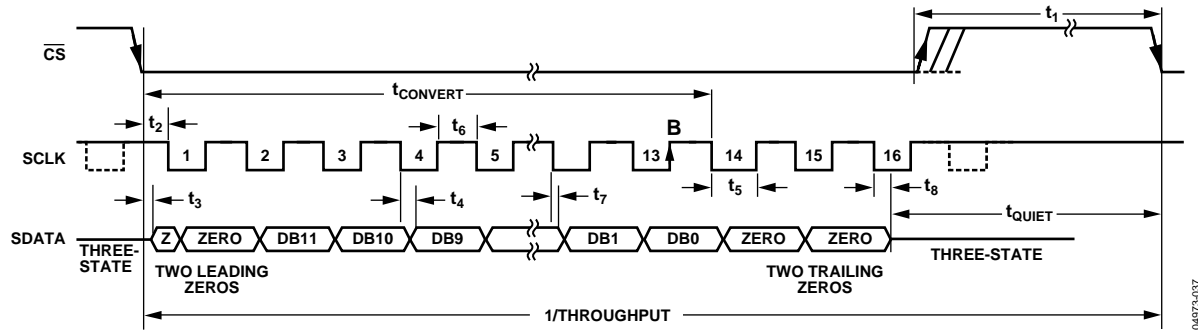 t1
CS
tCONVERT
t2
t6
B
SCLK
1
2
3
4
5
13
14
15
16
t3
t4
t7
t5
t8
tQUIET
SDATA
Z
ZERO
DB11
DB10
DB9
DB1
DB0
ZERO
ZERO
THREE-
STATE
TWO LEADING
ZEROS
TWO TRAILING
ZEROS
THREE-STATE
1/THROUGHPUT
04973-037